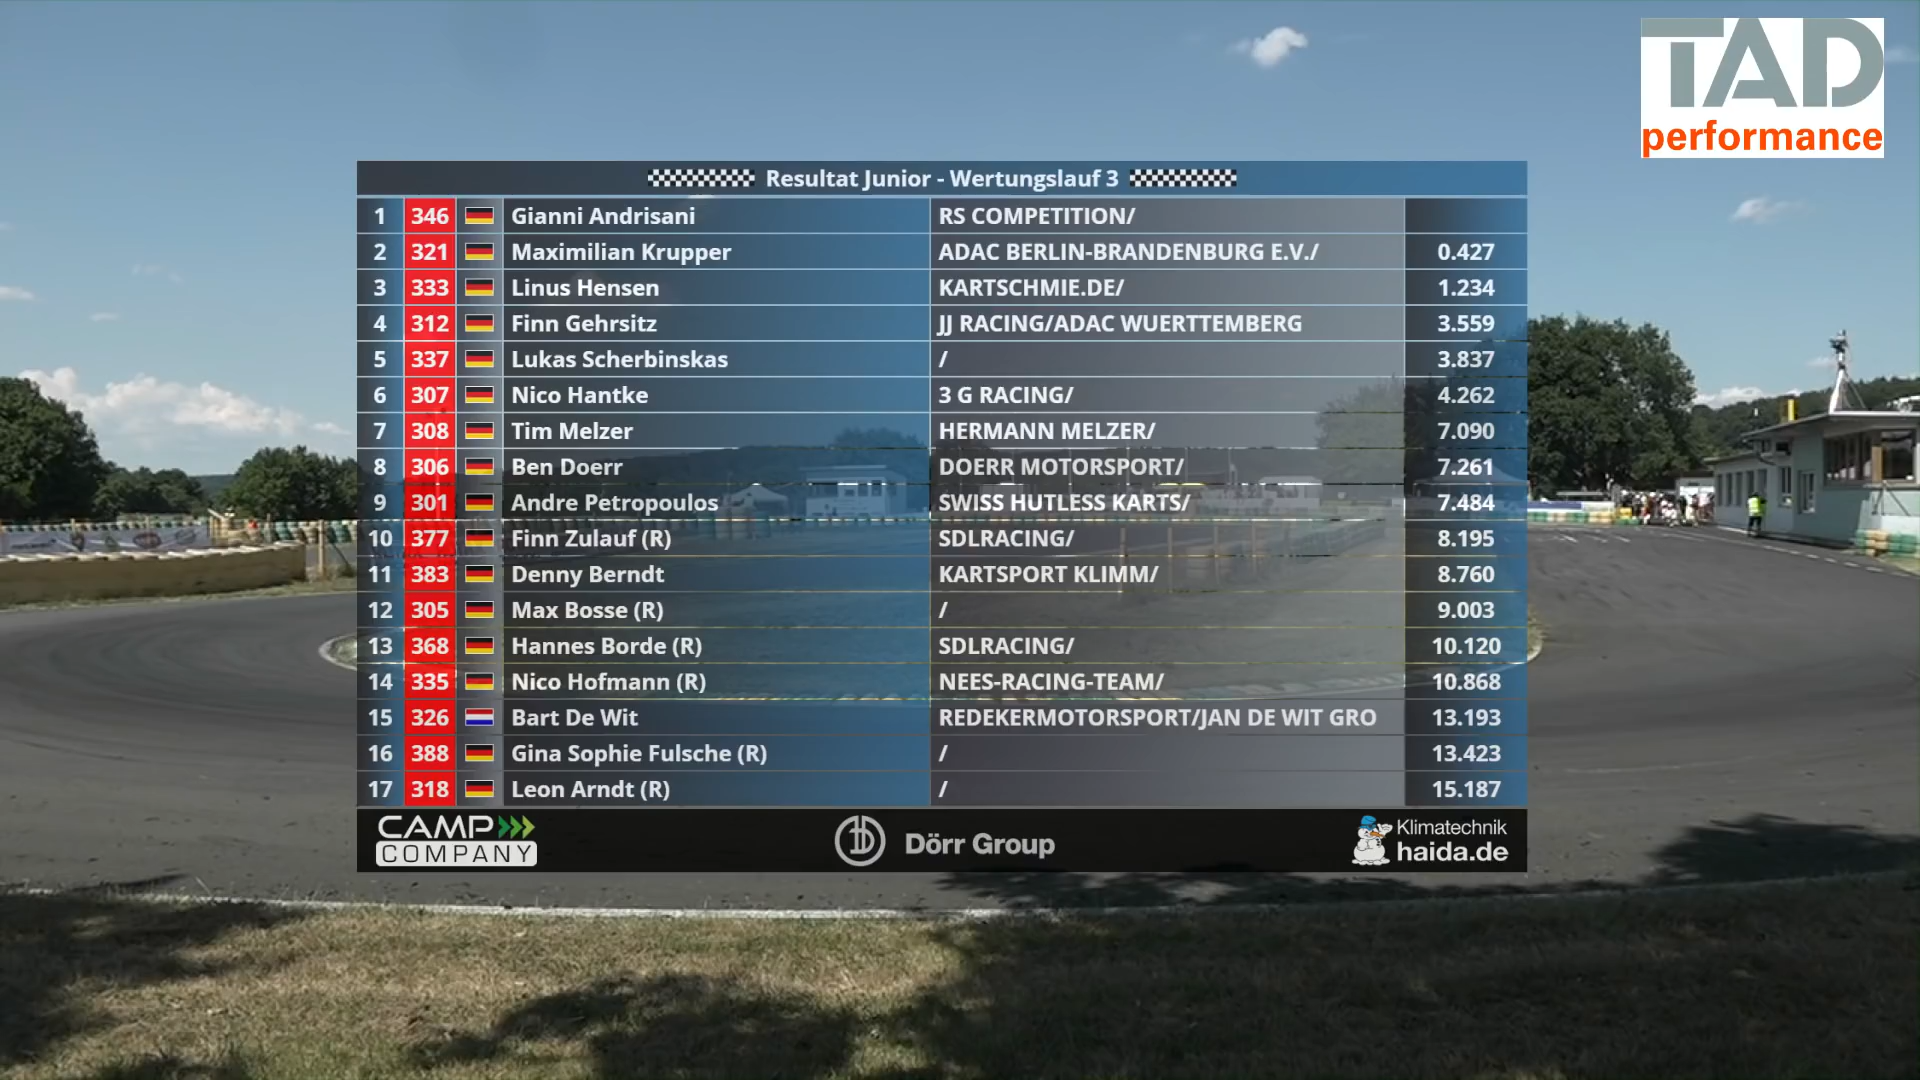 TAD
performance
Resultat Junior - Wertungslauf 3
1 346 Gianni Andrisani RS COMPETITION/
2 321 Maximilian Krupper ADAC BERLIN-BRANDENBURG E.V./ 0.427
3 333 Linus Hensen KARTSCHMIE.DE/ 1.234
4 312 Finn Gehrsitz JJ RACING/ADAC WUERTTEMBERG 3.559
5 337 Lukas Scherbinskas / 3.837
6 307 Nico Hantke 3 G RACING/ 4.262
7 308 Tim Melzer HERMANN MELZER/ 7.090
8 306 Ben Doerr DOERR MOTORSPORT/ 7.261
9 301 Andre Petropoulos SWISS HUTLESS KARTS/ 7.484
10 377 Finn Zulauf (R) SDLRACING/ 8.195
11 383 Denny Berndt KARTSPORT KLIMM/ 8.760
12 305 Max Bosse (R) / 9.003
13 368 Hannes Borde (R) SDLRACING/ 10.120
14 335 Nico Hofmann (R) NEES-RACING-TEAM/ 10.868
15 326 Bart De Wit REDEKERMOTORSPORT/JAN DE WIT GRO 13.193
16 388 Gina Sophie Fulsche (R) / 13.423
17 318 Leon Arndt (R) / 15.187
CAMP
COMPANY
Dörr Group
Klimatechnik
haida.de